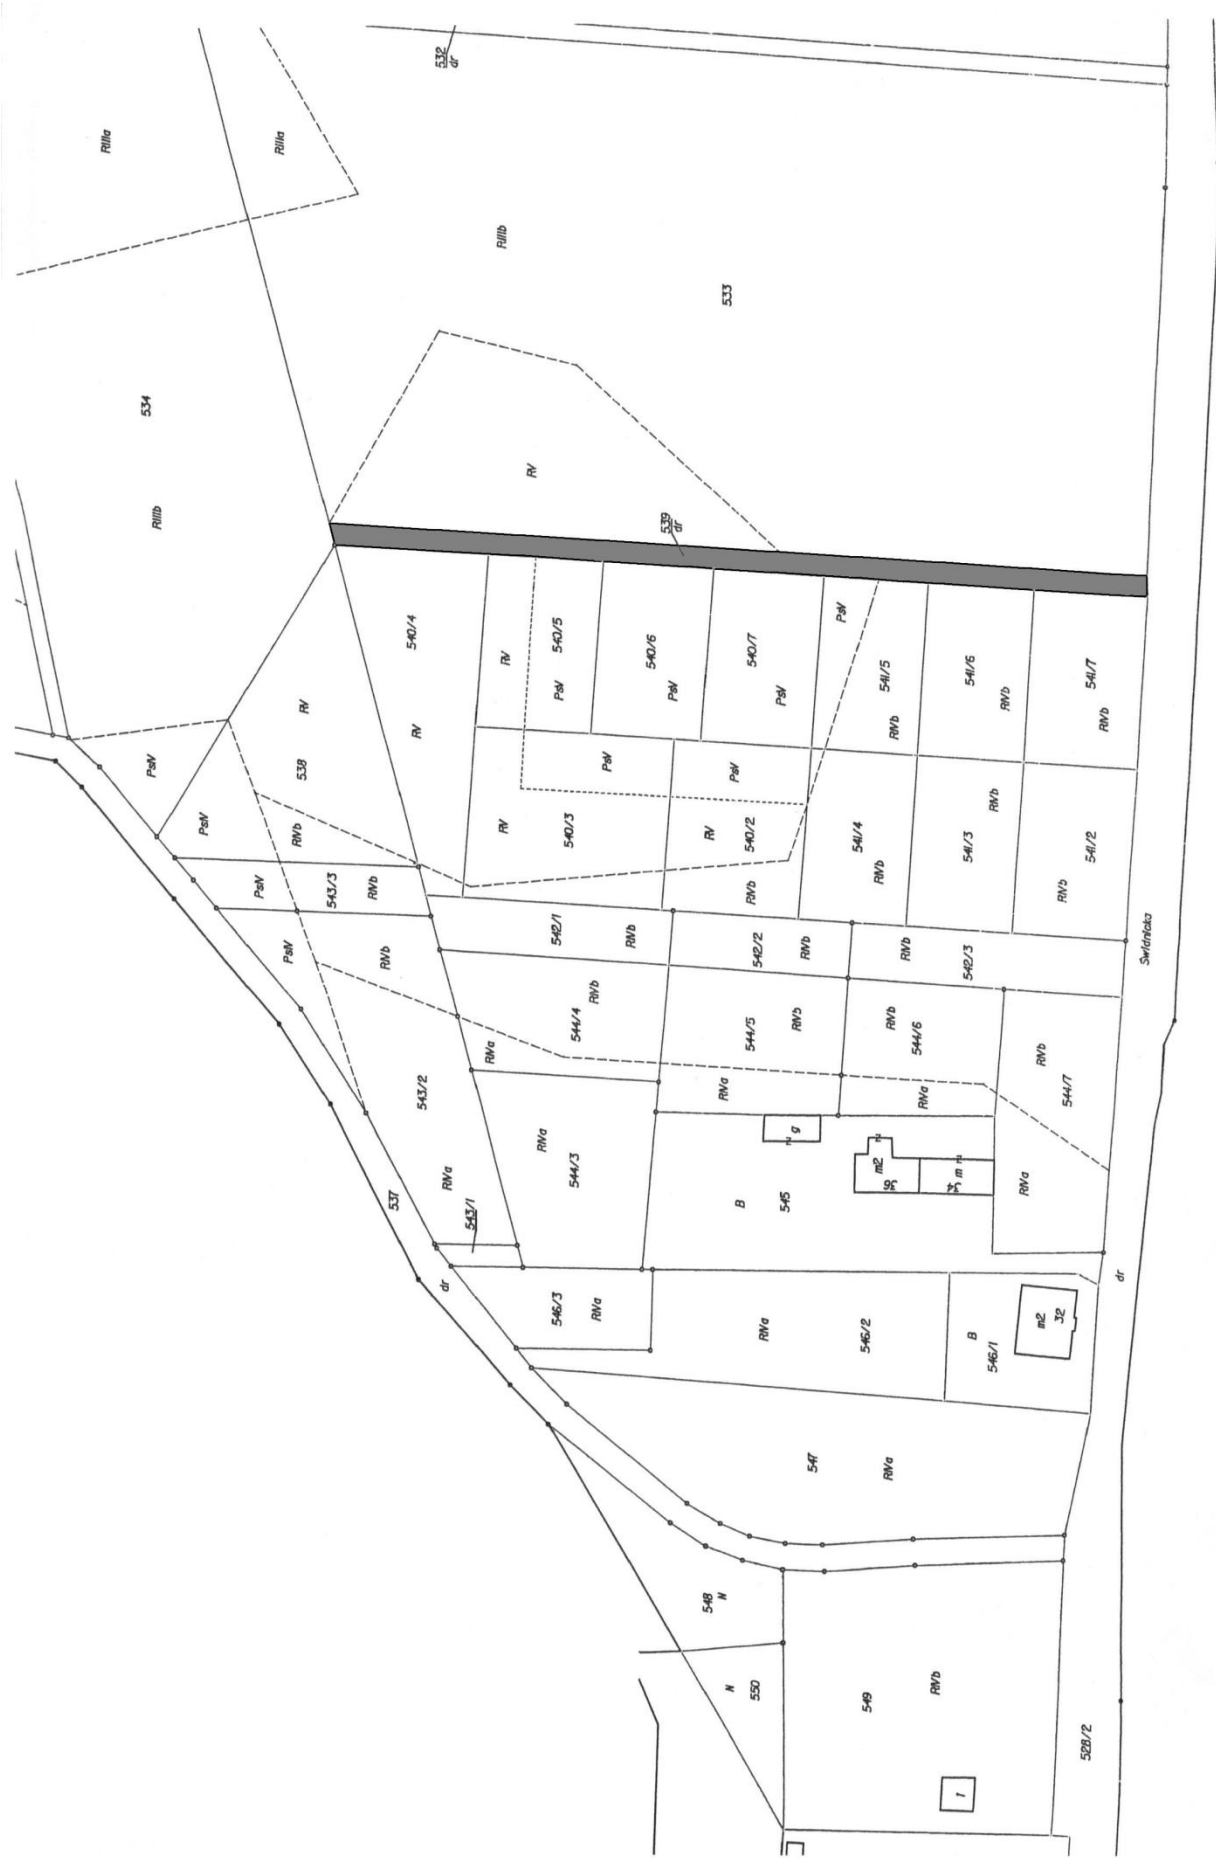 RIIIa
RIIIa
532
dr
RIIIb
533
534
RIIIb
RV
539
dr
540/4
RV
RV
538
RV
540/5
PsV
540/6
PsV
540/7
PsV
PsV
541/5
RIVb
541/6
RIVb
541/7
RIVb
PsIV
PsIV
RIVb
PsV
PsV
RV
540/3
RV
540/2
RIVb
541/4
RIVb
RIVb
541/3
541/2
RIVb
PsIV
543/3
RIVb
PsIV
RIVb
542/1
RIVb
542/2
RIVb
RIVb
542/3
Świdnicka
544/4
RIVb
RIVa
544/5
RIVb
RIVb
544/6
RIVb
544/7
543/2
RIVa
RIVa
RIVa
544/3
RIVa
g
m2
m
B
545
RIVa
537
543/1
dr
dr
546/3
RIVa
RIVa
546/2
B
546/1
m2
32
547
RIVa
548
N
N
550
549
RIVb
528/2